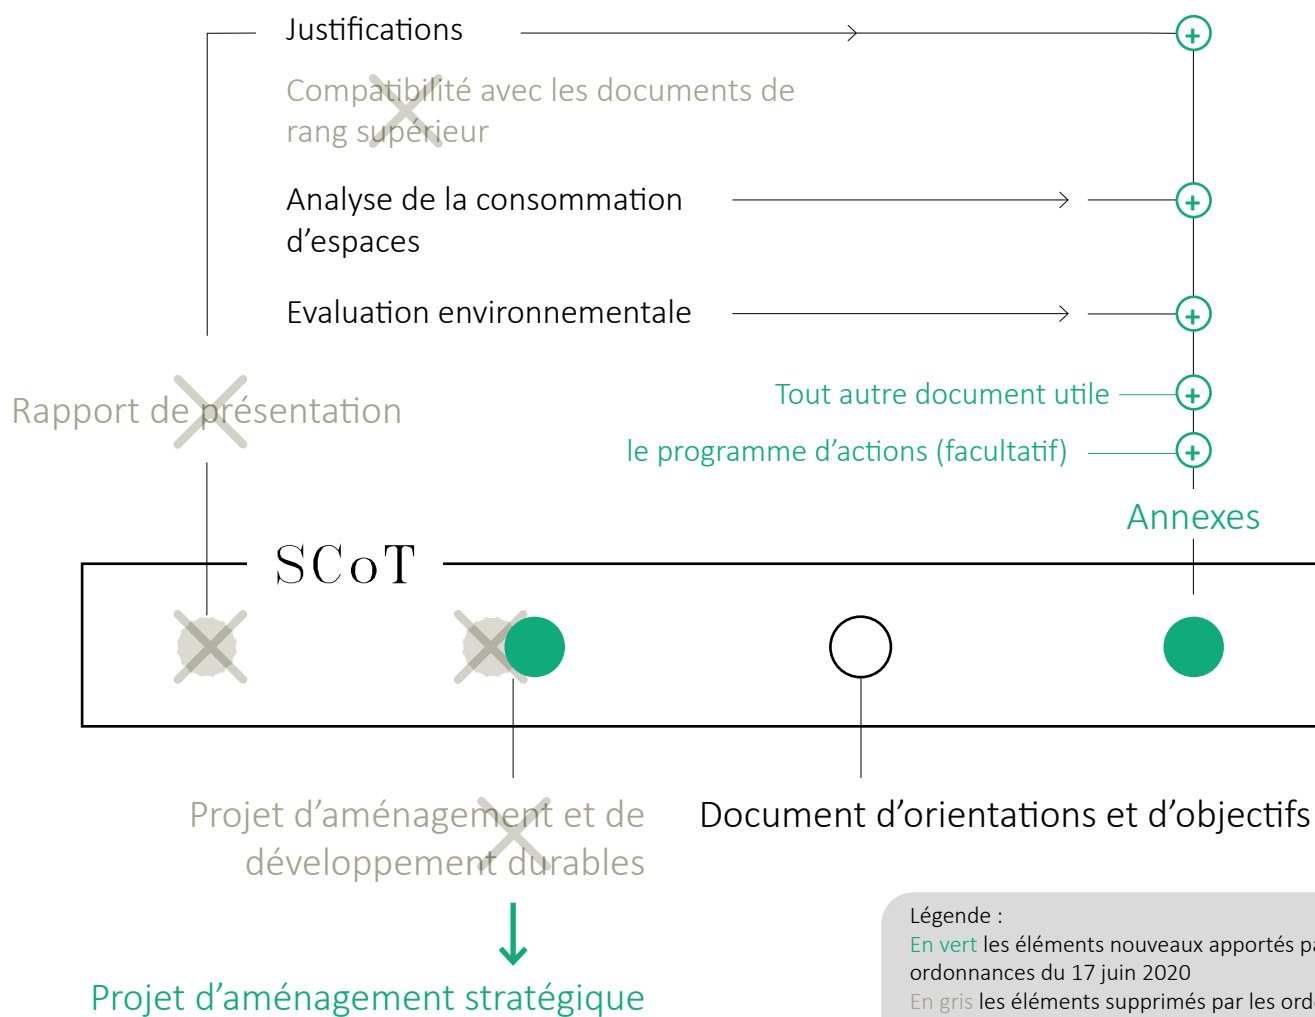 Justifications
Compatibilité avec les documents de
rang supérieur
Analyse de la consommation
d'espaces
Evaluation environnementale
Rapport de présentation
Tout autre document utile
le programme d'actions (facultatif)
Annexes
SCoT
Projet d'aménagement et de
développement durables
Document d'orientations et d'objectifs
Projet d'aménagement stratégique
Légende :
En vert les éléments nouveaux apportés
ordonnances du 17 juin 2020
En gris les éléments supprimés par les